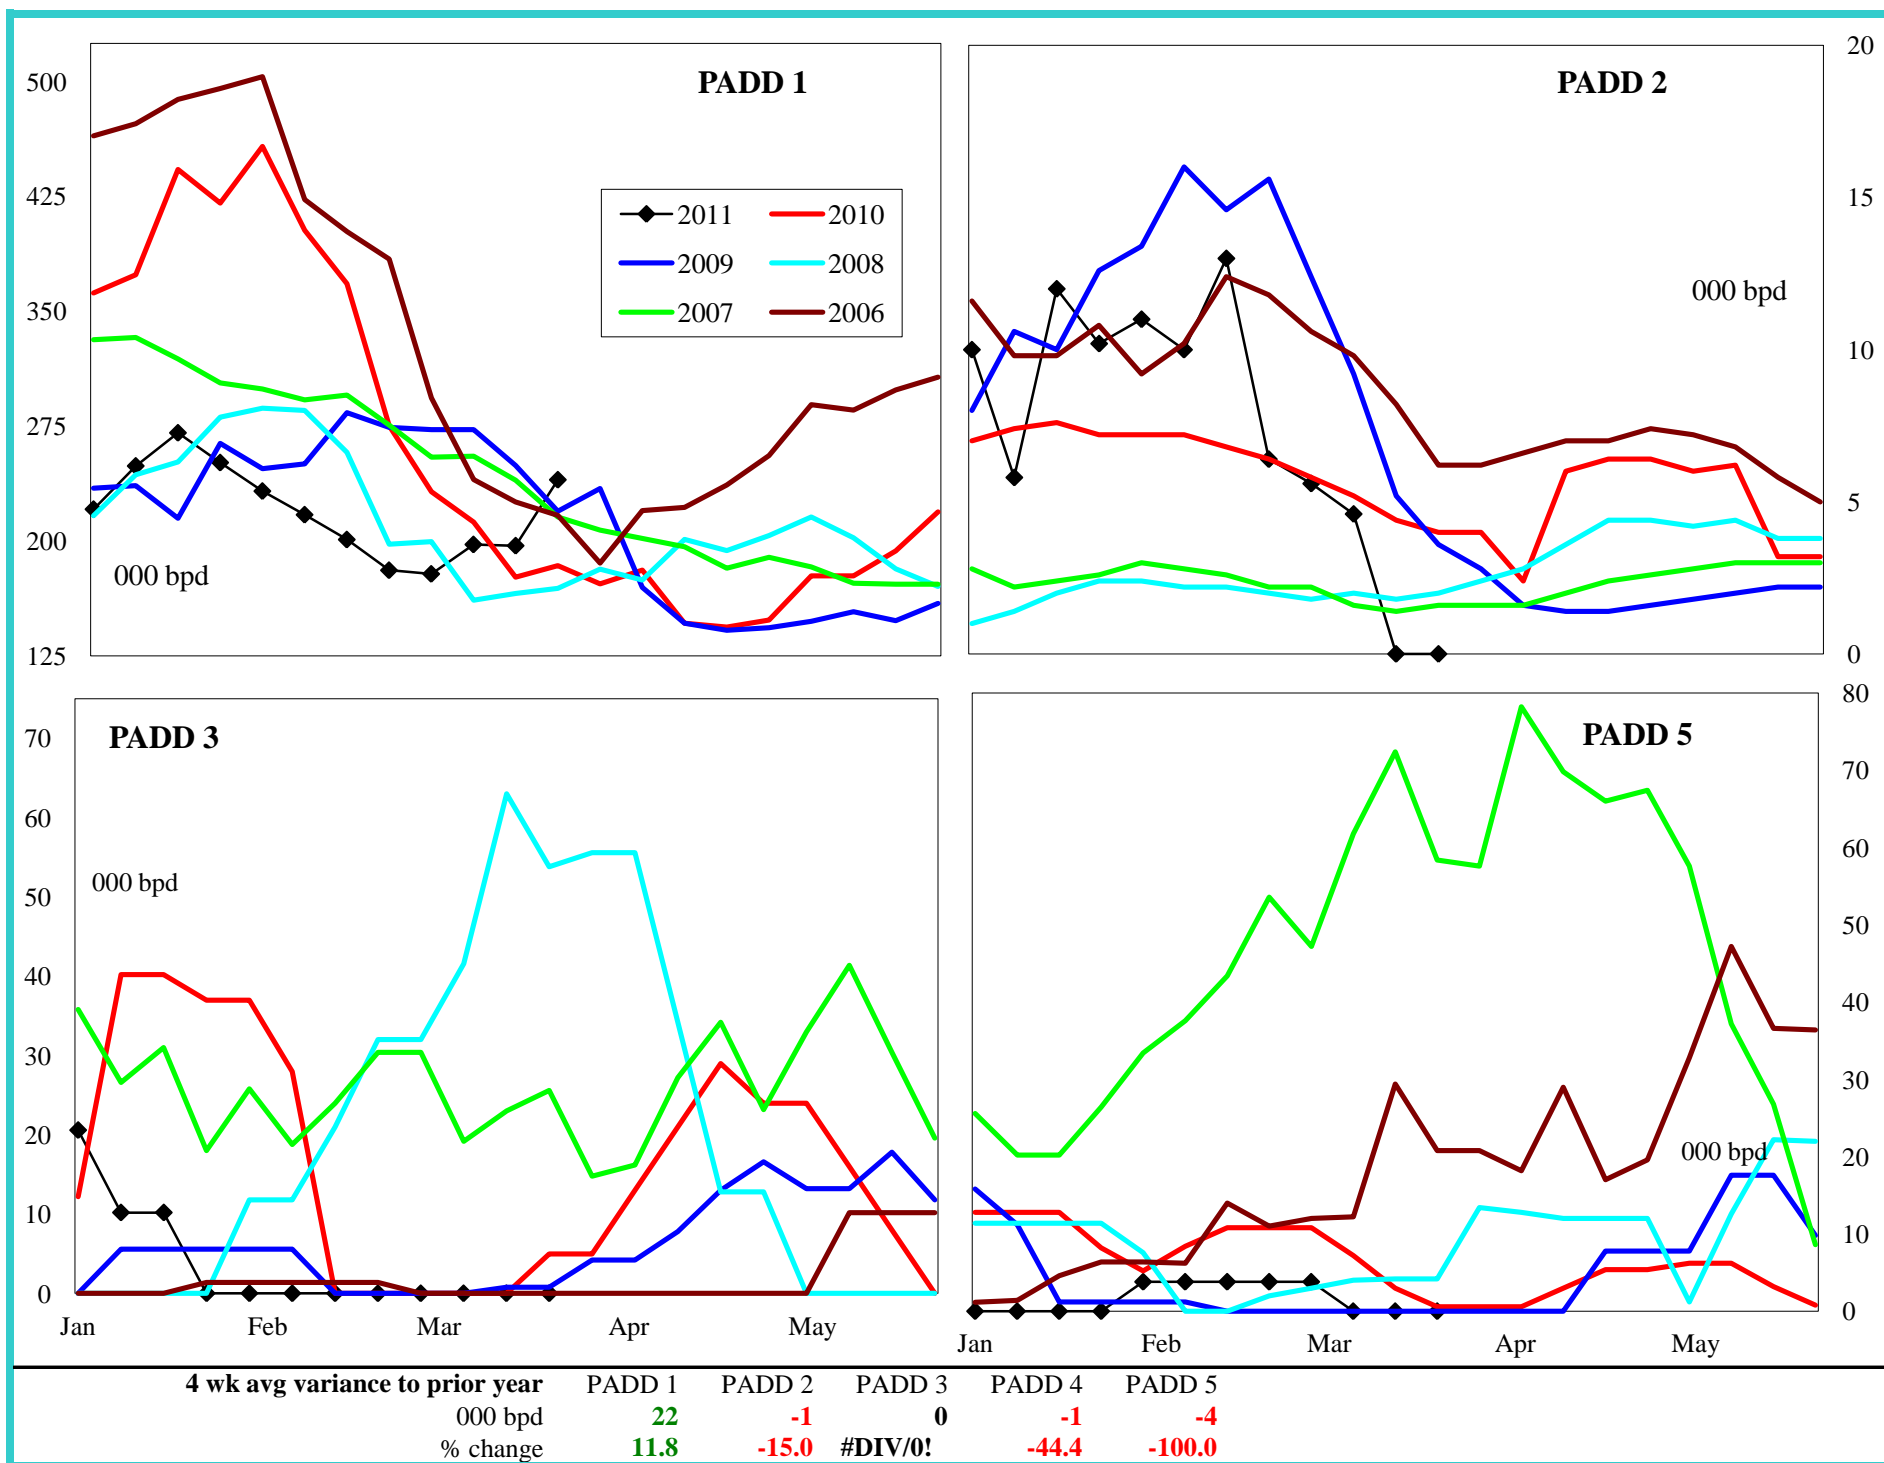 PADD 1
500
425
350
275
200
125
000 bpd
2011 2010
2009 2008
2007 2006
PADD 2
20
15
10
5
0
000 bpd
PADD 3
70
60
50
40
30
20
10
0
000 bpd
Jan Feb Mar Apr May
PADD 5
80
70
60
50
40
30
20
10
0
000 bpd
Jan Feb Mar Apr May
4 wk avg variance to prior year PADD 1 PADD 2 PADD 3 PADD 4 PADD 5
000 bpd 22 -1 0 -1 -4
% change 11.8 -15.0 #DIV/0! -44.4 -100.0